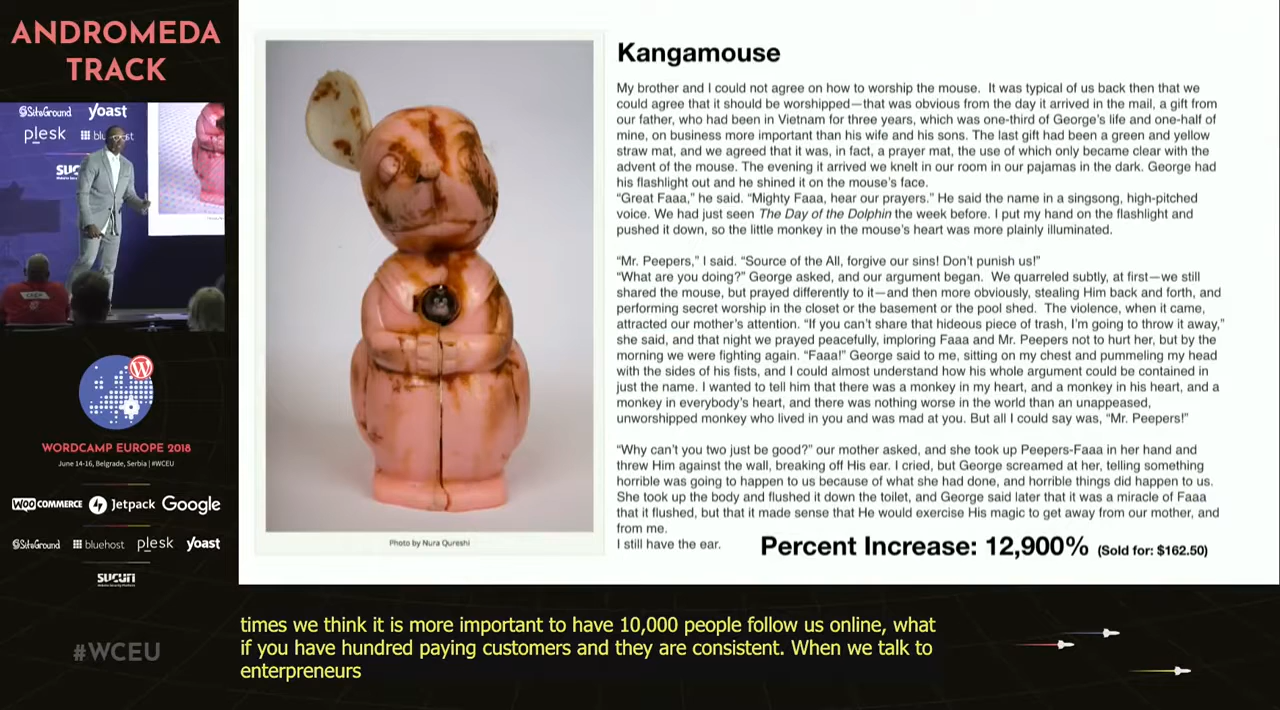 ANDROMEDA
TRACK
SiteGround yoast
plesk bluehost
SUC
WORDCAMP EUROPE 2018
June 14-16, Belgrade, Serbia | #WCEU
WOO COMMERCE Jetpack Google
SiteGround bluehost plesk yoast
SUCURI
#WCEU
Kangamouse
My brother and I could not agree on how to worship the mouse. It was typical of us back then that we
could agree that it should be worshipped—that was obvious from the day it arrived in the mail, a gift from
our father, who had been in Vietnam for three years, which was one-third of George's life and one-half of
mine, on business more important than his wife and his sons. The last gift had been a green and yellow
straw mat, and we agreed that it was, in fact, a prayer mat, the use of which only became clear with the
advent of the mouse. The evening it arrived we knelt in our room in our pajamas in the dark. George had
his flashlight out and he shined it on the mouse's face.
“Great Faaa,” he said. “Mighty Faaa, hear our prayers.” He said the name in a singsong, high-pitched
voice. We had just seen The Day of the Dolphin the week before. I put my hand on the flashlight and
pushed it down, so the little monkey in the mouse's heart was more plainly illuminated.
“Mr. Peepers,” I said. “Source of the All, forgive our sins! Don't punish us!”
“What are you doing?” George asked, and our argument began. We quarreled subtly, at first—we still
shared the mouse, but prayed differently to it—and then more obviously, stealing Him back and forth, and
performing secret worship in the closet or the basement or the pool shed. The violence, when it came,
attracted our mother's attention. “If you can't share that hideous piece of trash, I'm going to throw it away,”
she said, and that night we prayed peacefully, imploring Faaa and Mr. Peepers not to hurt her, but by the
morning we were fighting again. “Faaa!” George said to me, sitting on my chest and pummeling my head
with the sides of his fists, and I could almost understand how his whole argument could be contained in
just the name. I wanted to tell him that there was a monkey in my heart, and a monkey in his heart, and a
monkey in everybody's heart, and there was nothing worse in the world than an unappeased,
unworshipped monkey who lived in you and was mad at you. But all I could say was, “Mr. Peepers!”
“Why can't you two just be good?” our mother asked, and she took up Peepers-Faaa in her hand and
threw Him against the wall, breaking off His ear. I cried, but George screamed at her, telling something
horrible was going to happen to us because of what she had done, and horrible things did happen to us.
She took up the body and flushed it down the toilet, and George said later that it was a miracle of Faaa
that it flushed, but that it made sense that He would exercise His magic to get away from our mother, and
from me.
I still have the ear.
Percent Increase: 12,900% (Sold for: $162.50)
Photo by Nura Qureshi
times we think it is more important to have 10,000 people follow us online, what
if you have hundred paying customers and they are consistent. When we talk to
enterpreneurs